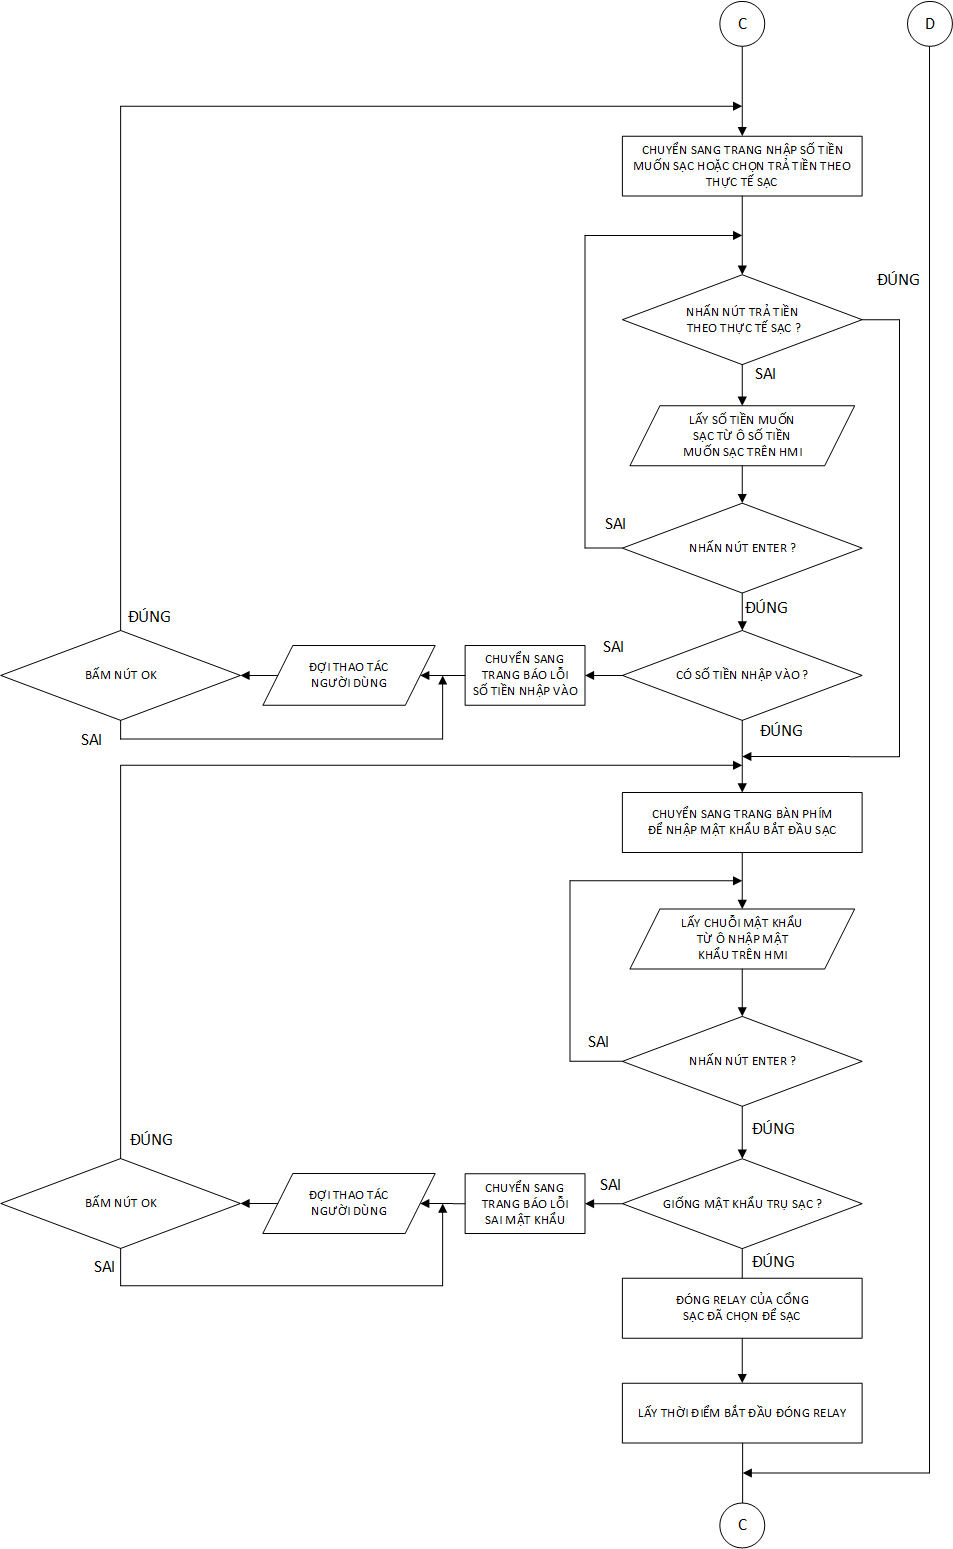 C
D
CHUYỂN SANG TRANG NHẬP SỐ TIỀN
MUỐN SẠC HOẶC CHỌN TRẢ TIỀN THEO
THỰC TẾ SẠC
ĐÚNG
NHẤN NÚT TRẢ TIỀN
THEO THỰC TẾ SẠC ?
SAI
LẤY SỐ TIỀN MUỐN
SẠC TỪ Ô SỐ TIỀN
MUỐN SẠC TRÊN HMI
SAI
NHẤN NÚT ENTER ?
ĐÚNG
ĐÚNG
SAI
BẤM NÚT OK
ĐỢI THAO TÁC
NGƯỜI DÙNG
CHUYỂN SANG
TRANG BÁO LỖI
SỐ TIỀN NHẬP VÀO
CÓ SỐ TIỀN NHẬP VÀO ?
SAI
ĐÚNG
CHUYỂN SANG TRANG BÀN PHÍM
ĐỂ NHẬP MẬT KHẨU BẮT ĐẦU SẠC
LẤY CHUỖI MẬT KHẨU
TỪ Ô NHẬP MẬT
KHẨU TRÊN HMI
SAI
NHẤN NÚT ENTER ?
ĐÚNG
ĐÚNG
SAI
BẤM NÚT OK
ĐỢI THAO TÁC
NGƯỜI DÙNG
CHUYỂN SANG
TRANG BÁO LỖI
SAI MẬT KHẨU
GIỐNG MẬT KHẨU TRỤ SẠC ?
SAI
ĐÚNG
ĐÓNG RELAY CỦA CỔNG
SẠC ĐÃ CHỌN ĐỂ SẠC
LẤY THỜI ĐIỂM BẮT ĐẦU ĐÓNG RELAY
C